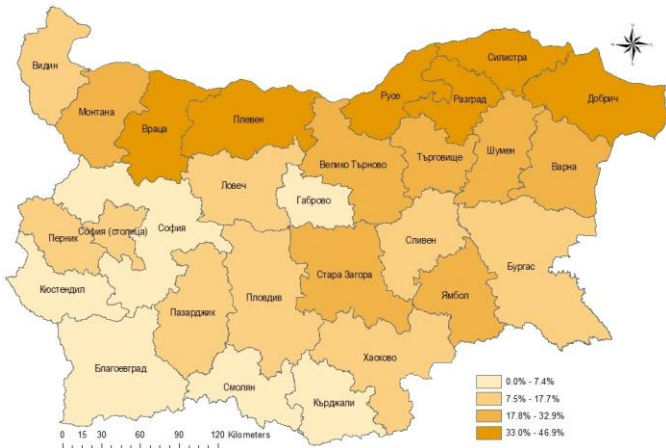 Силистра
Видин
Русе
Разград
Добрич
Монтана
Враца
Плевен
Шумен
Велико Търново
Търговище
Варна
Ловеч
Габрово
София (столица)
София
Перник
Сливен
Бургас
Кюстендил
Стара Загора
Ямбол
Пазарджик
Пловдив
Хасково
Благоевград
Смолян
Кърджали
0.0% - 7.4%
7.5% - 17.7%
17.8% - 32.9%
33.0% - 46.9%
0 15 30 60 90 120 Kilometers